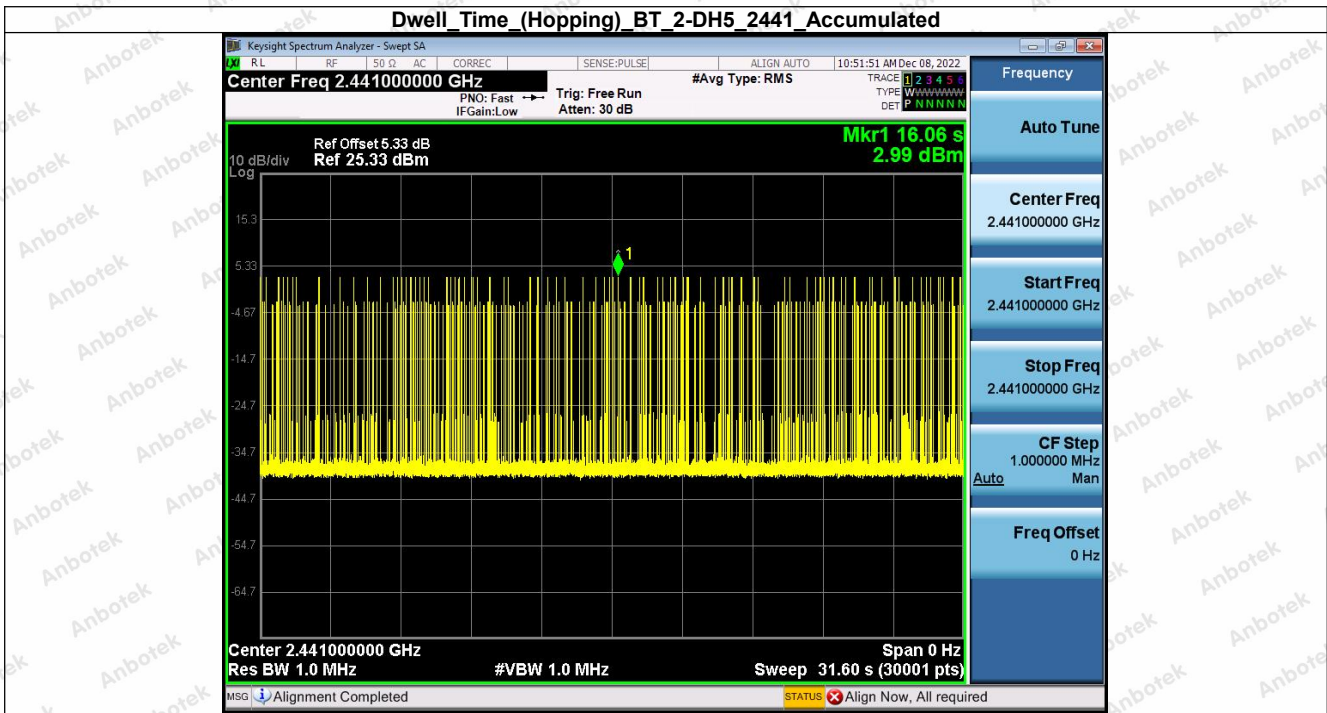 Dwell_Time_(Hopping)_BT_2-DH5_2441_Accumulated
Keysight Spectrum Analyzer - Swept SA
LXI RL RF 50 Ω AC CORREC SENSE:PULSE ALIGN AUTO 10:51:51 AM Dec 08, 2022
Center Freq 2.441000000 GHz
PNO: Fast
IFGain:Low
Trig: Free Run
Atten: 30 dB
#Avg Type: RMS
TRACE 1 2 3 4 5 6
TYPE WWWWWW
DET P N N N N N
Ref Offset 5.33 dB
Ref 25.33 dBm
10 dB/div
Log
Mkr1 16.06 s
2.99 dBm
1
15.3
5.33
-4.67
-14.7
-24.7
-34.7
-44.7
-54.7
-64.7
Center 2.441000000 GHz
Span 0 Hz
Res BW 1.0 MHz
#VBW 1.0 MHz
Sweep 31.60 s (30001 pts)
MSG Alignment Completed
STATUS Align Now, All required
Frequency
Auto Tune
Center Freq
2.441000000 GHz
Start Freq
2.441000000 GHz
Stop Freq
2.441000000 GHz
CF Step
1.000000 MHz
Auto Man
Freq Offset
0 Hz
Anbotek